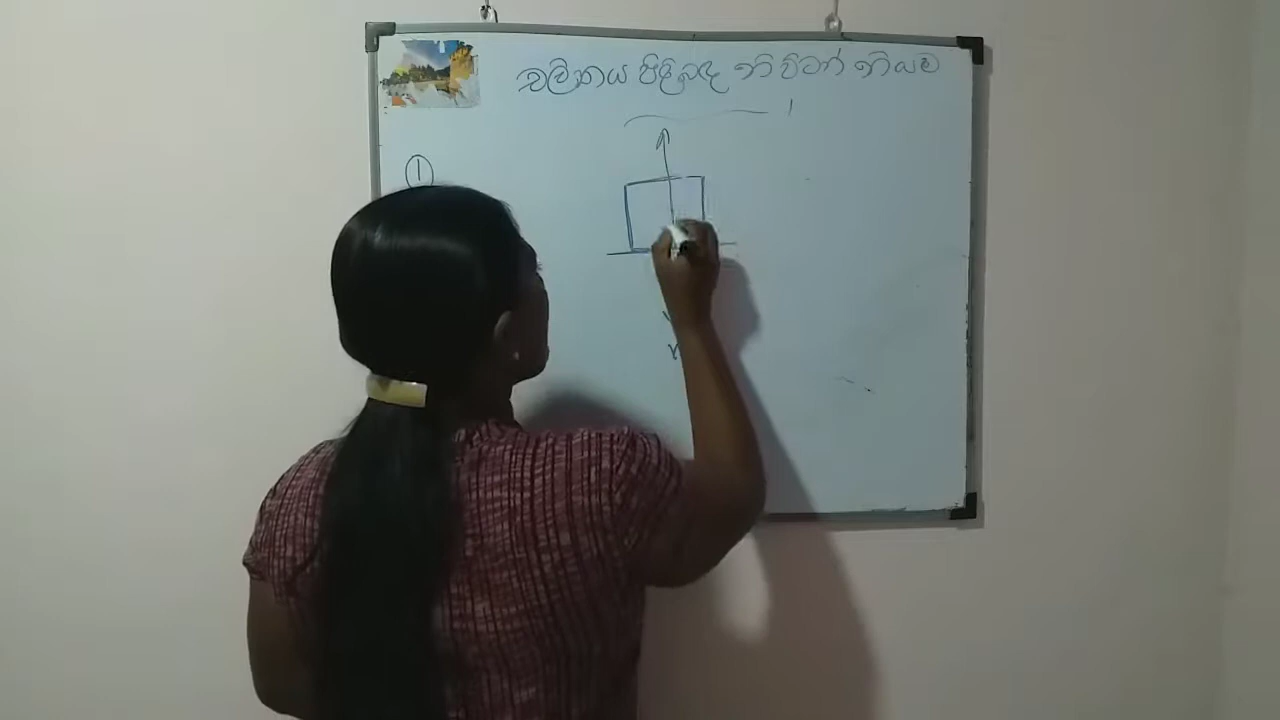 චලිතය පිළිබඳ නිව්ටන් නියම
①